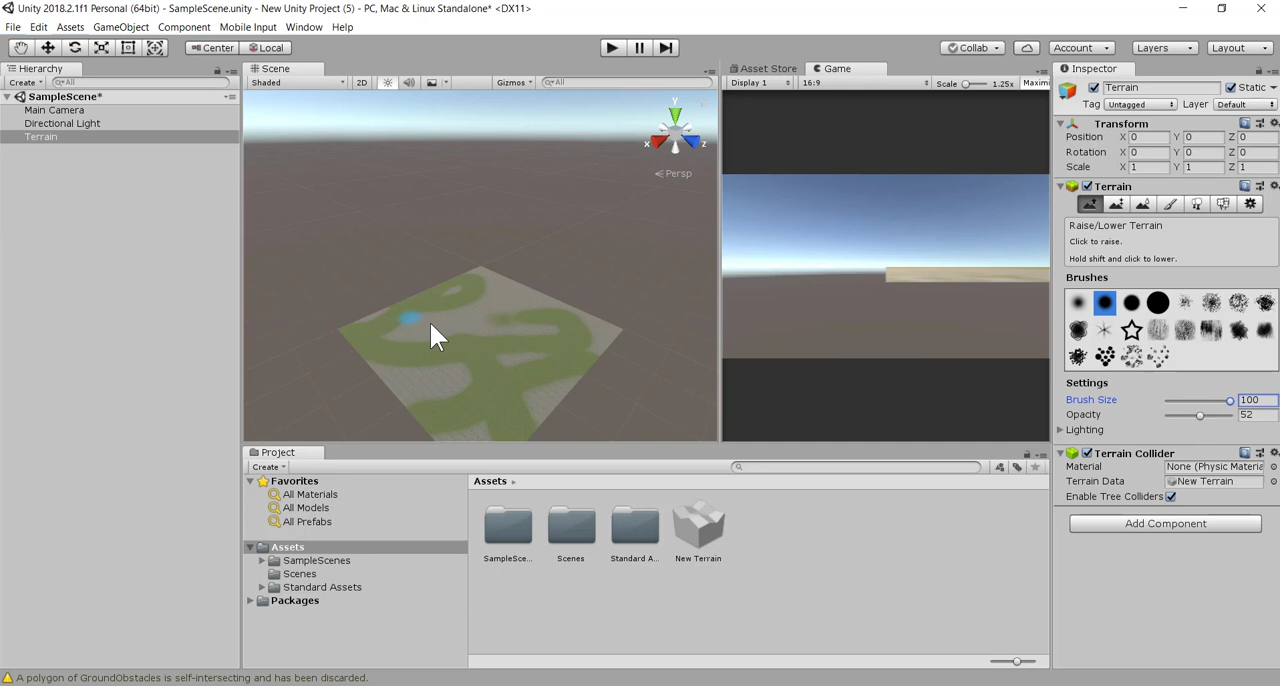 Unity 2018.2.1f1 Personal (64bit) - SampleScene.unity - New Unity Project (5) - PC, Mac & Linux Standalone* <DX11>
File Edit Assets GameObject Component Mobile Input Window Help
Center Local Collab Account Layers Layout
Hierarchy
Create All
SampleScene*
Main Camera
Directional Light
Terrain
Scene
Shaded 2D Gizmos All
y
x z
Persp
Asset Store Game
Display 1 16:9 Scale 1.25x Maximi
Inspector
Terrain Static
Tag Untagged Layer Default
Transform
Position X 0 Y 0 Z 0
Rotation X 0 Y 0 Z 0
Scale X 1 Y 1 Z 1
Terrain
Raise/Lower Terrain
Click to raise.
Hold shift and click to lower.
Brushes
Settings
Brush Size 100
Opacity 52
Lighting
Terrain Collider
Material None (Physic Materia
Terrain Data New Terrain
Enable Tree Colliders
Add Component
Project
Create
Favorites
All Materials
All Models
All Prefabs
Assets
SampleScenes
Scenes
Standard Assets
Packages
Assets
SampleSce...
Scenes
Standard A...
New Terrain
A polygon of GroundObstacles is self-intersecting and has been discarded.